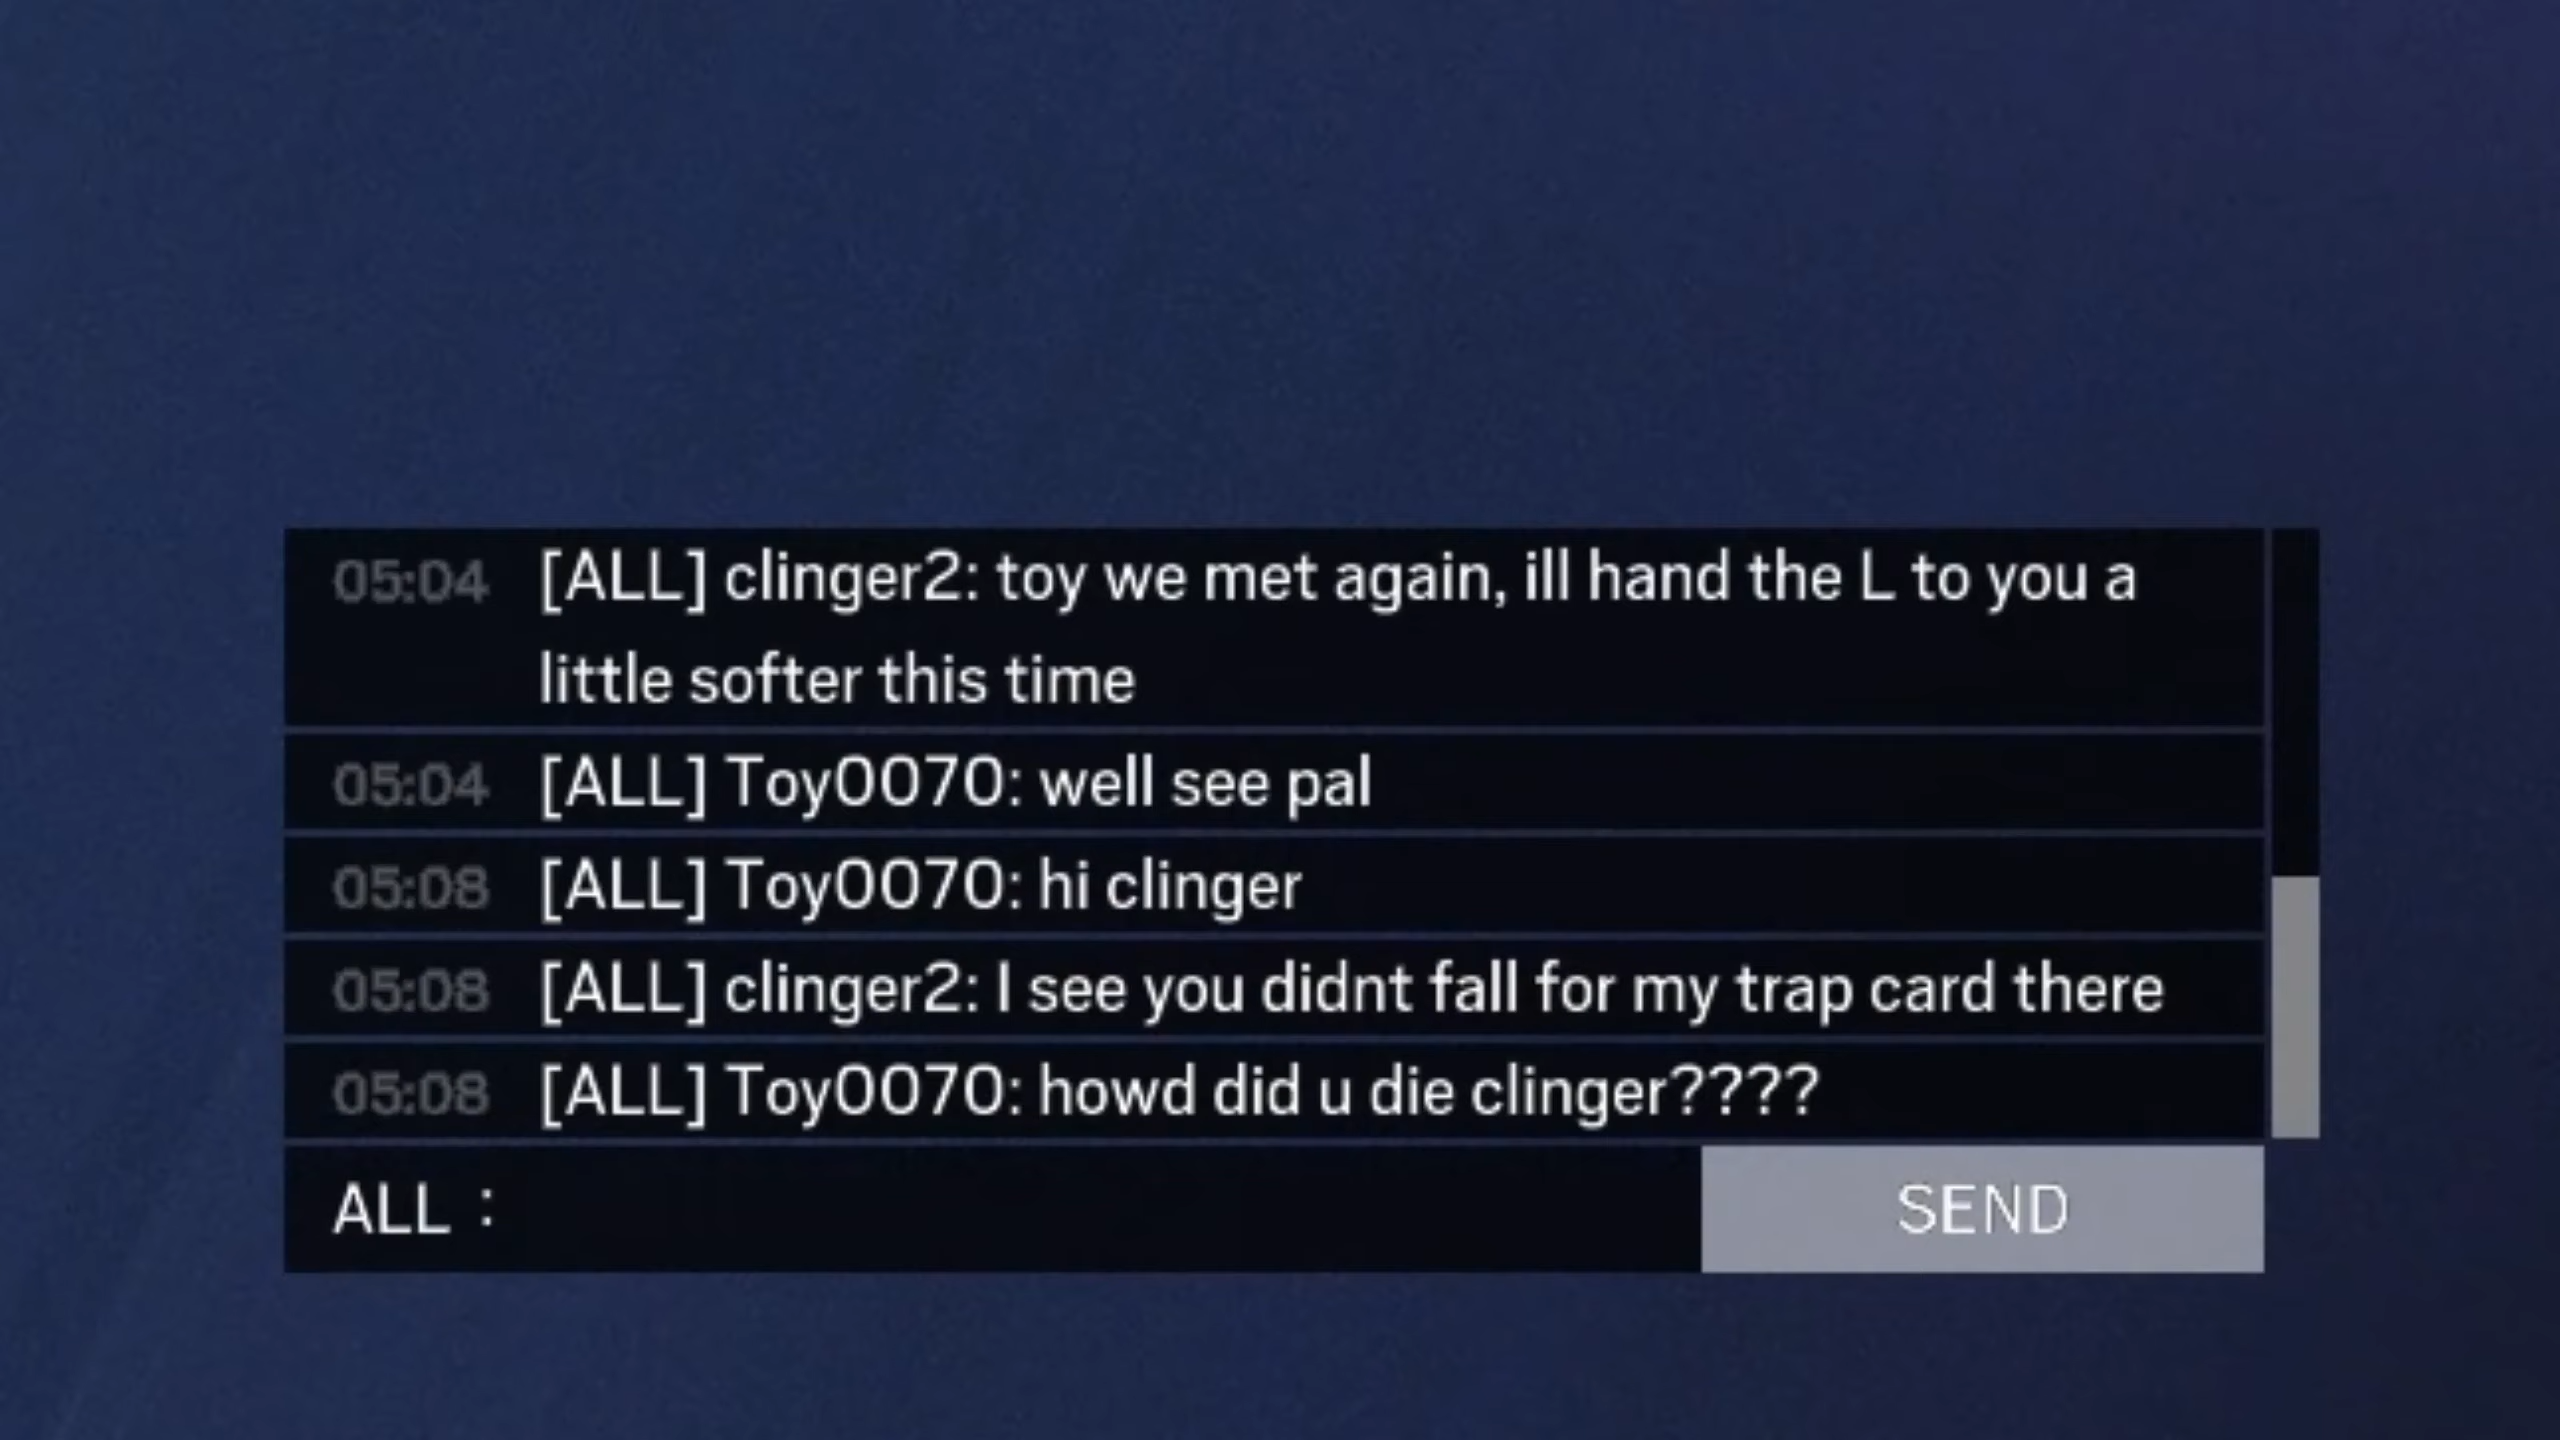 05:04 [ALL] clinger2: toy we met again, ill hand the L to you a
little softer this time
05:04 [ALL] Toy0070: well see pal
05:08 [ALL] Toy0070: hi clinger
05:08 [ALL] clinger2: I see you didnt fall for my trap card there
05:08 [ALL] Toy0070: howd did u die clinger????
ALL : SEND